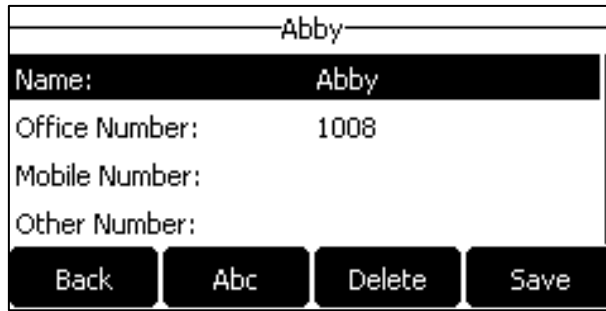 Abby
Name: Abby
Office Number: 1008
Mobile Number:
Other Number:
Back Abc Delete Save